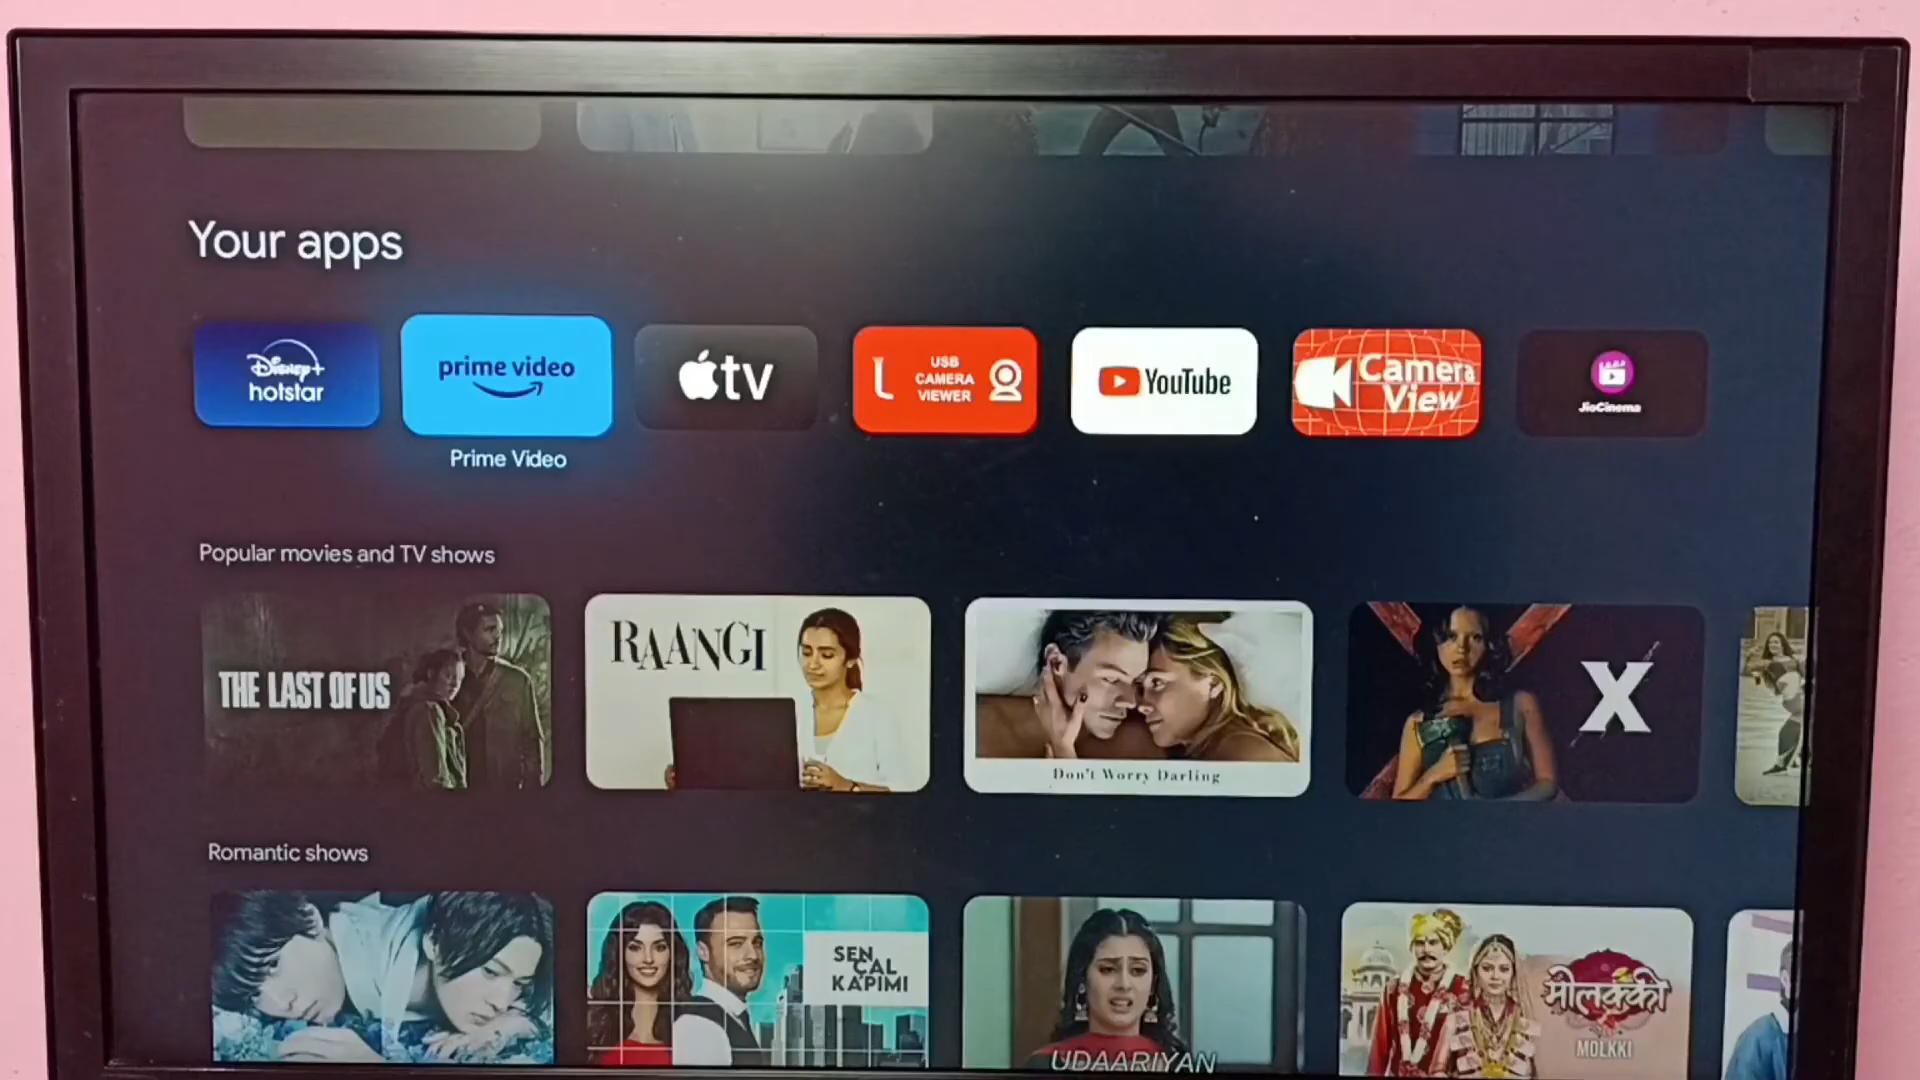 Your apps
Disney+
hotstar
prime video
tv
USB
CAMERA
VIEWER
YouTube
Camera
View
JioCinema
Prime Video
Popular movies and TV shows
THE LAST OF US
RAANGI
Don't Worry Darling
X
Romantic shows
SEN
ÇAL
KAPIMI
UDAARIYAN
मोलक्की
MOLKKI